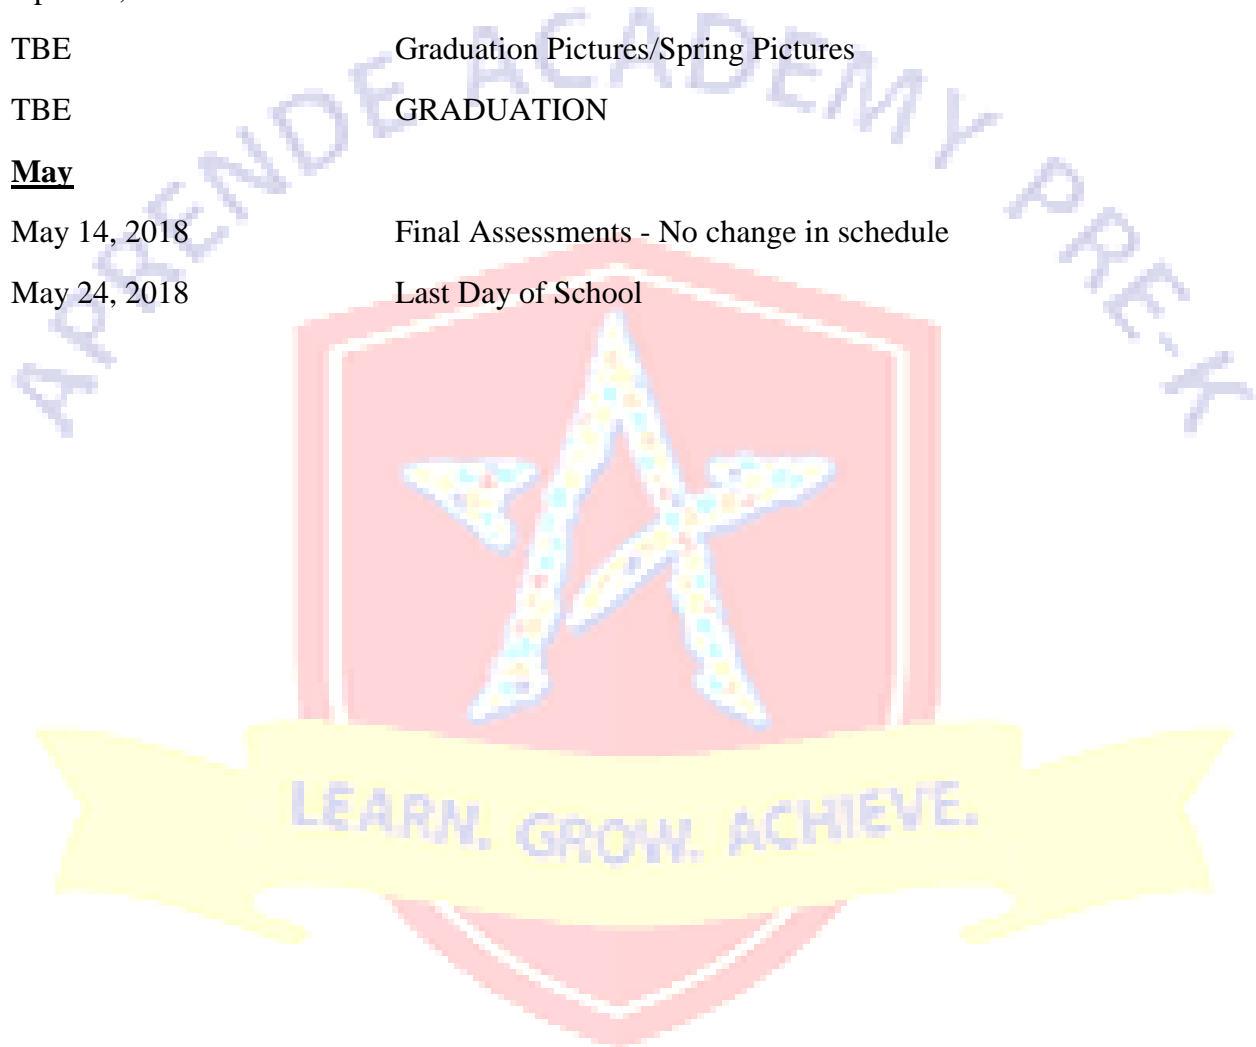 TBE Graduation Pictures/Spring Pictures
TBE GRADUATION
May
May 14, 2018 Final Assessments - No change in schedule
May 24, 2018 Last Day of School
APRENDE ACADEMY PRE-K
A
LEARN. GROW. ACHIEVE.